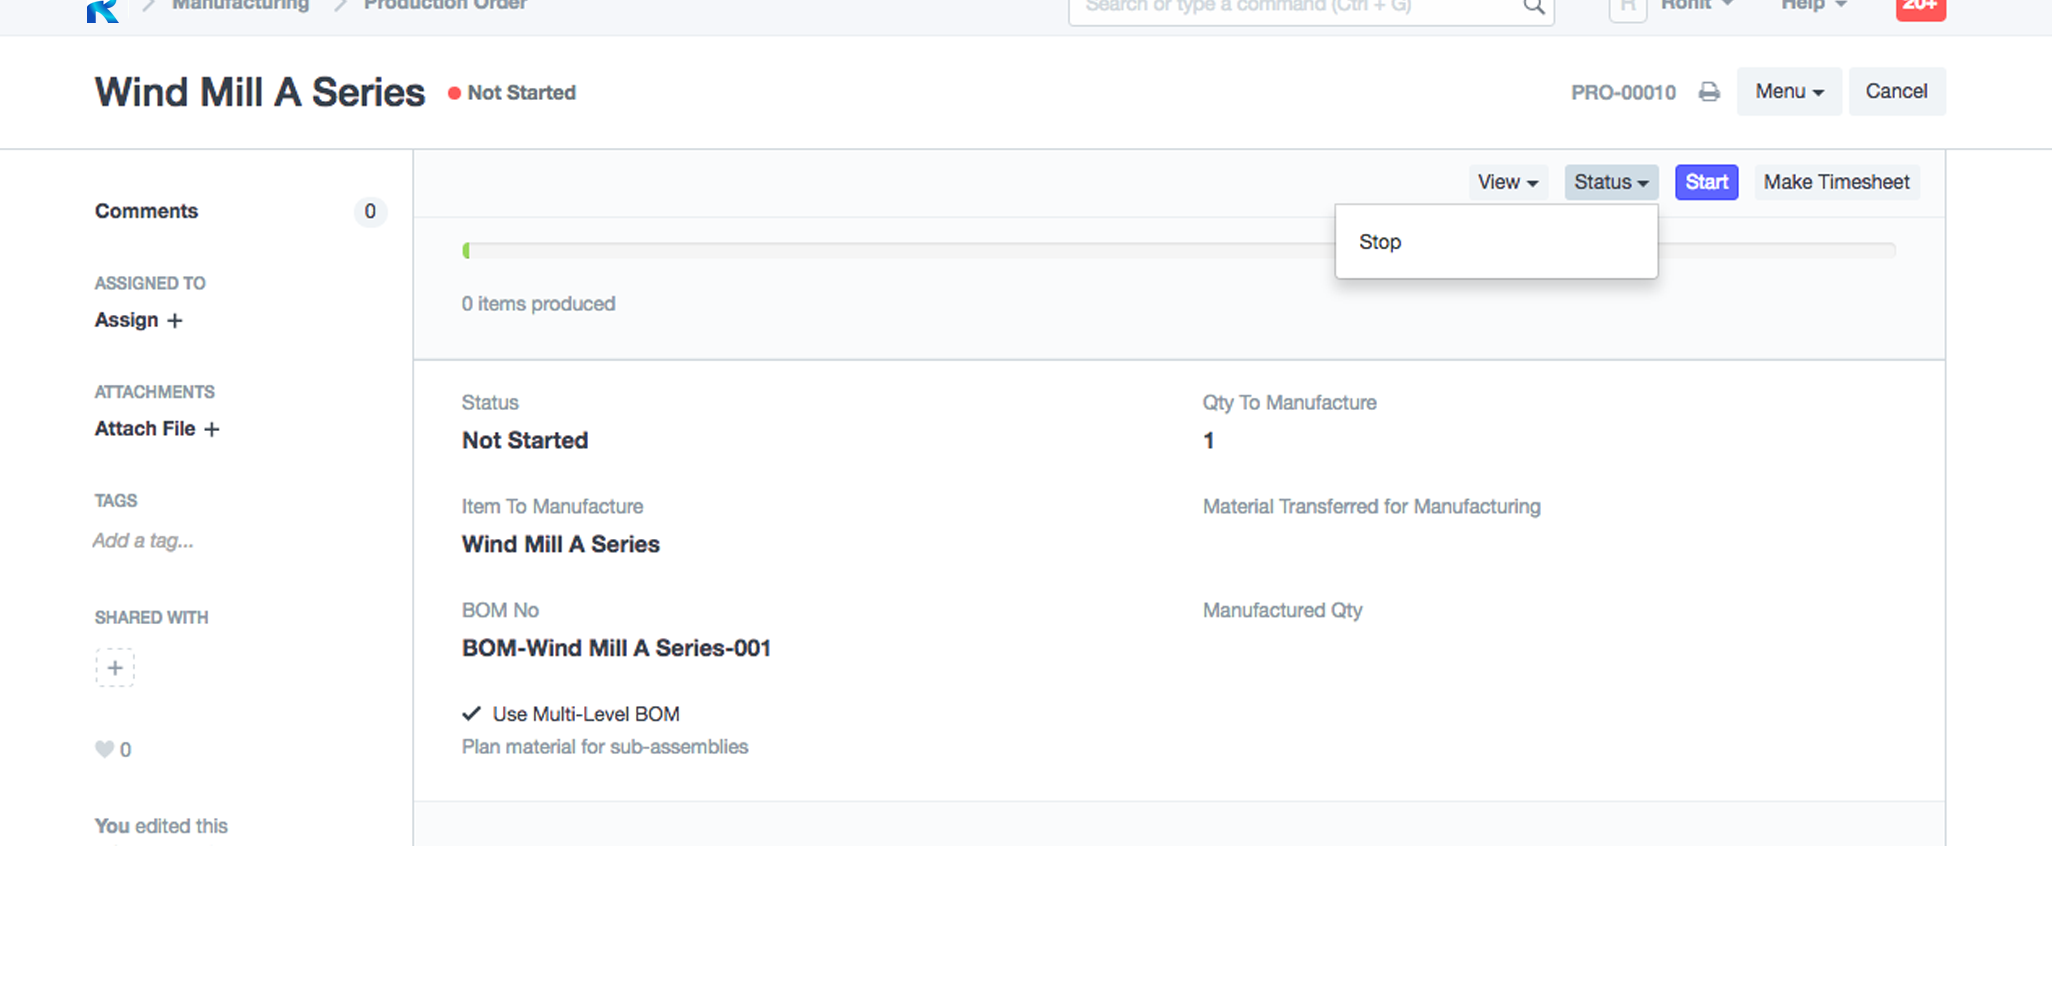 Manufacturing Production Order Search or type a command (Ctrl + G) R Rohit Help 20+
Wind Mill A Series Not Started PRO-00010 Menu Cancel
View Status Start Make Timesheet
Stop
0 items produced
Comments 0
ASSIGNED TO
Assign +
ATTACHMENTS
Attach File +
TAGS
Add a tag...
SHARED WITH
+
0
You edited this
Status
Not Started
Item To Manufacture
Wind Mill A Series
BOM No
BOM-Wind Mill A Series-001
Use Multi-Level BOM
Plan material for sub-assemblies
Qty To Manufacture
1
Material Transferred for Manufacturing
Manufactured Qty